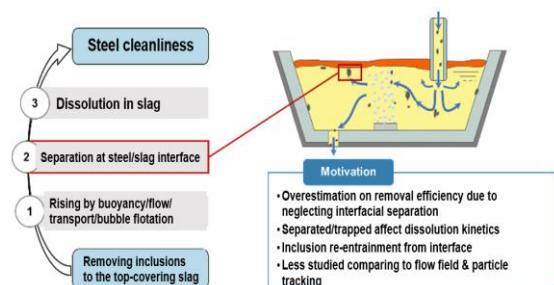 Steel cleanliness
3
Dissolution in slag
2
Separation at steel/slag interface
1
Rising by buoyancy/flow/
transport/bubble flotation
Removing inclusions
to the top-covering slag
Motivation
• Overestimation on removal efficiency due to
neglecting interfacial separation
• Separated/trapped affect dissolution kinetics
• Inclusion re-entrainment from interface
• Less studied comparing to flow field & particle
tracking